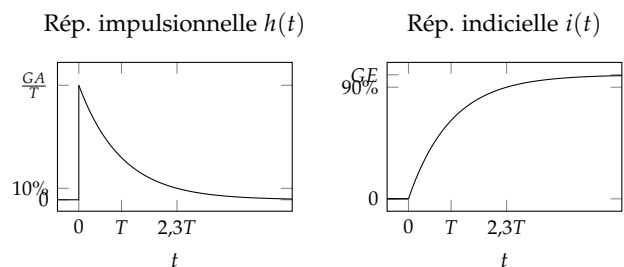 Rép. impulsionnelle h(t)
GA/T
10%
0
0 T 2,3T
t
Rép. indicielle i(t)
GE
90%
0
0 T 2,3T
t